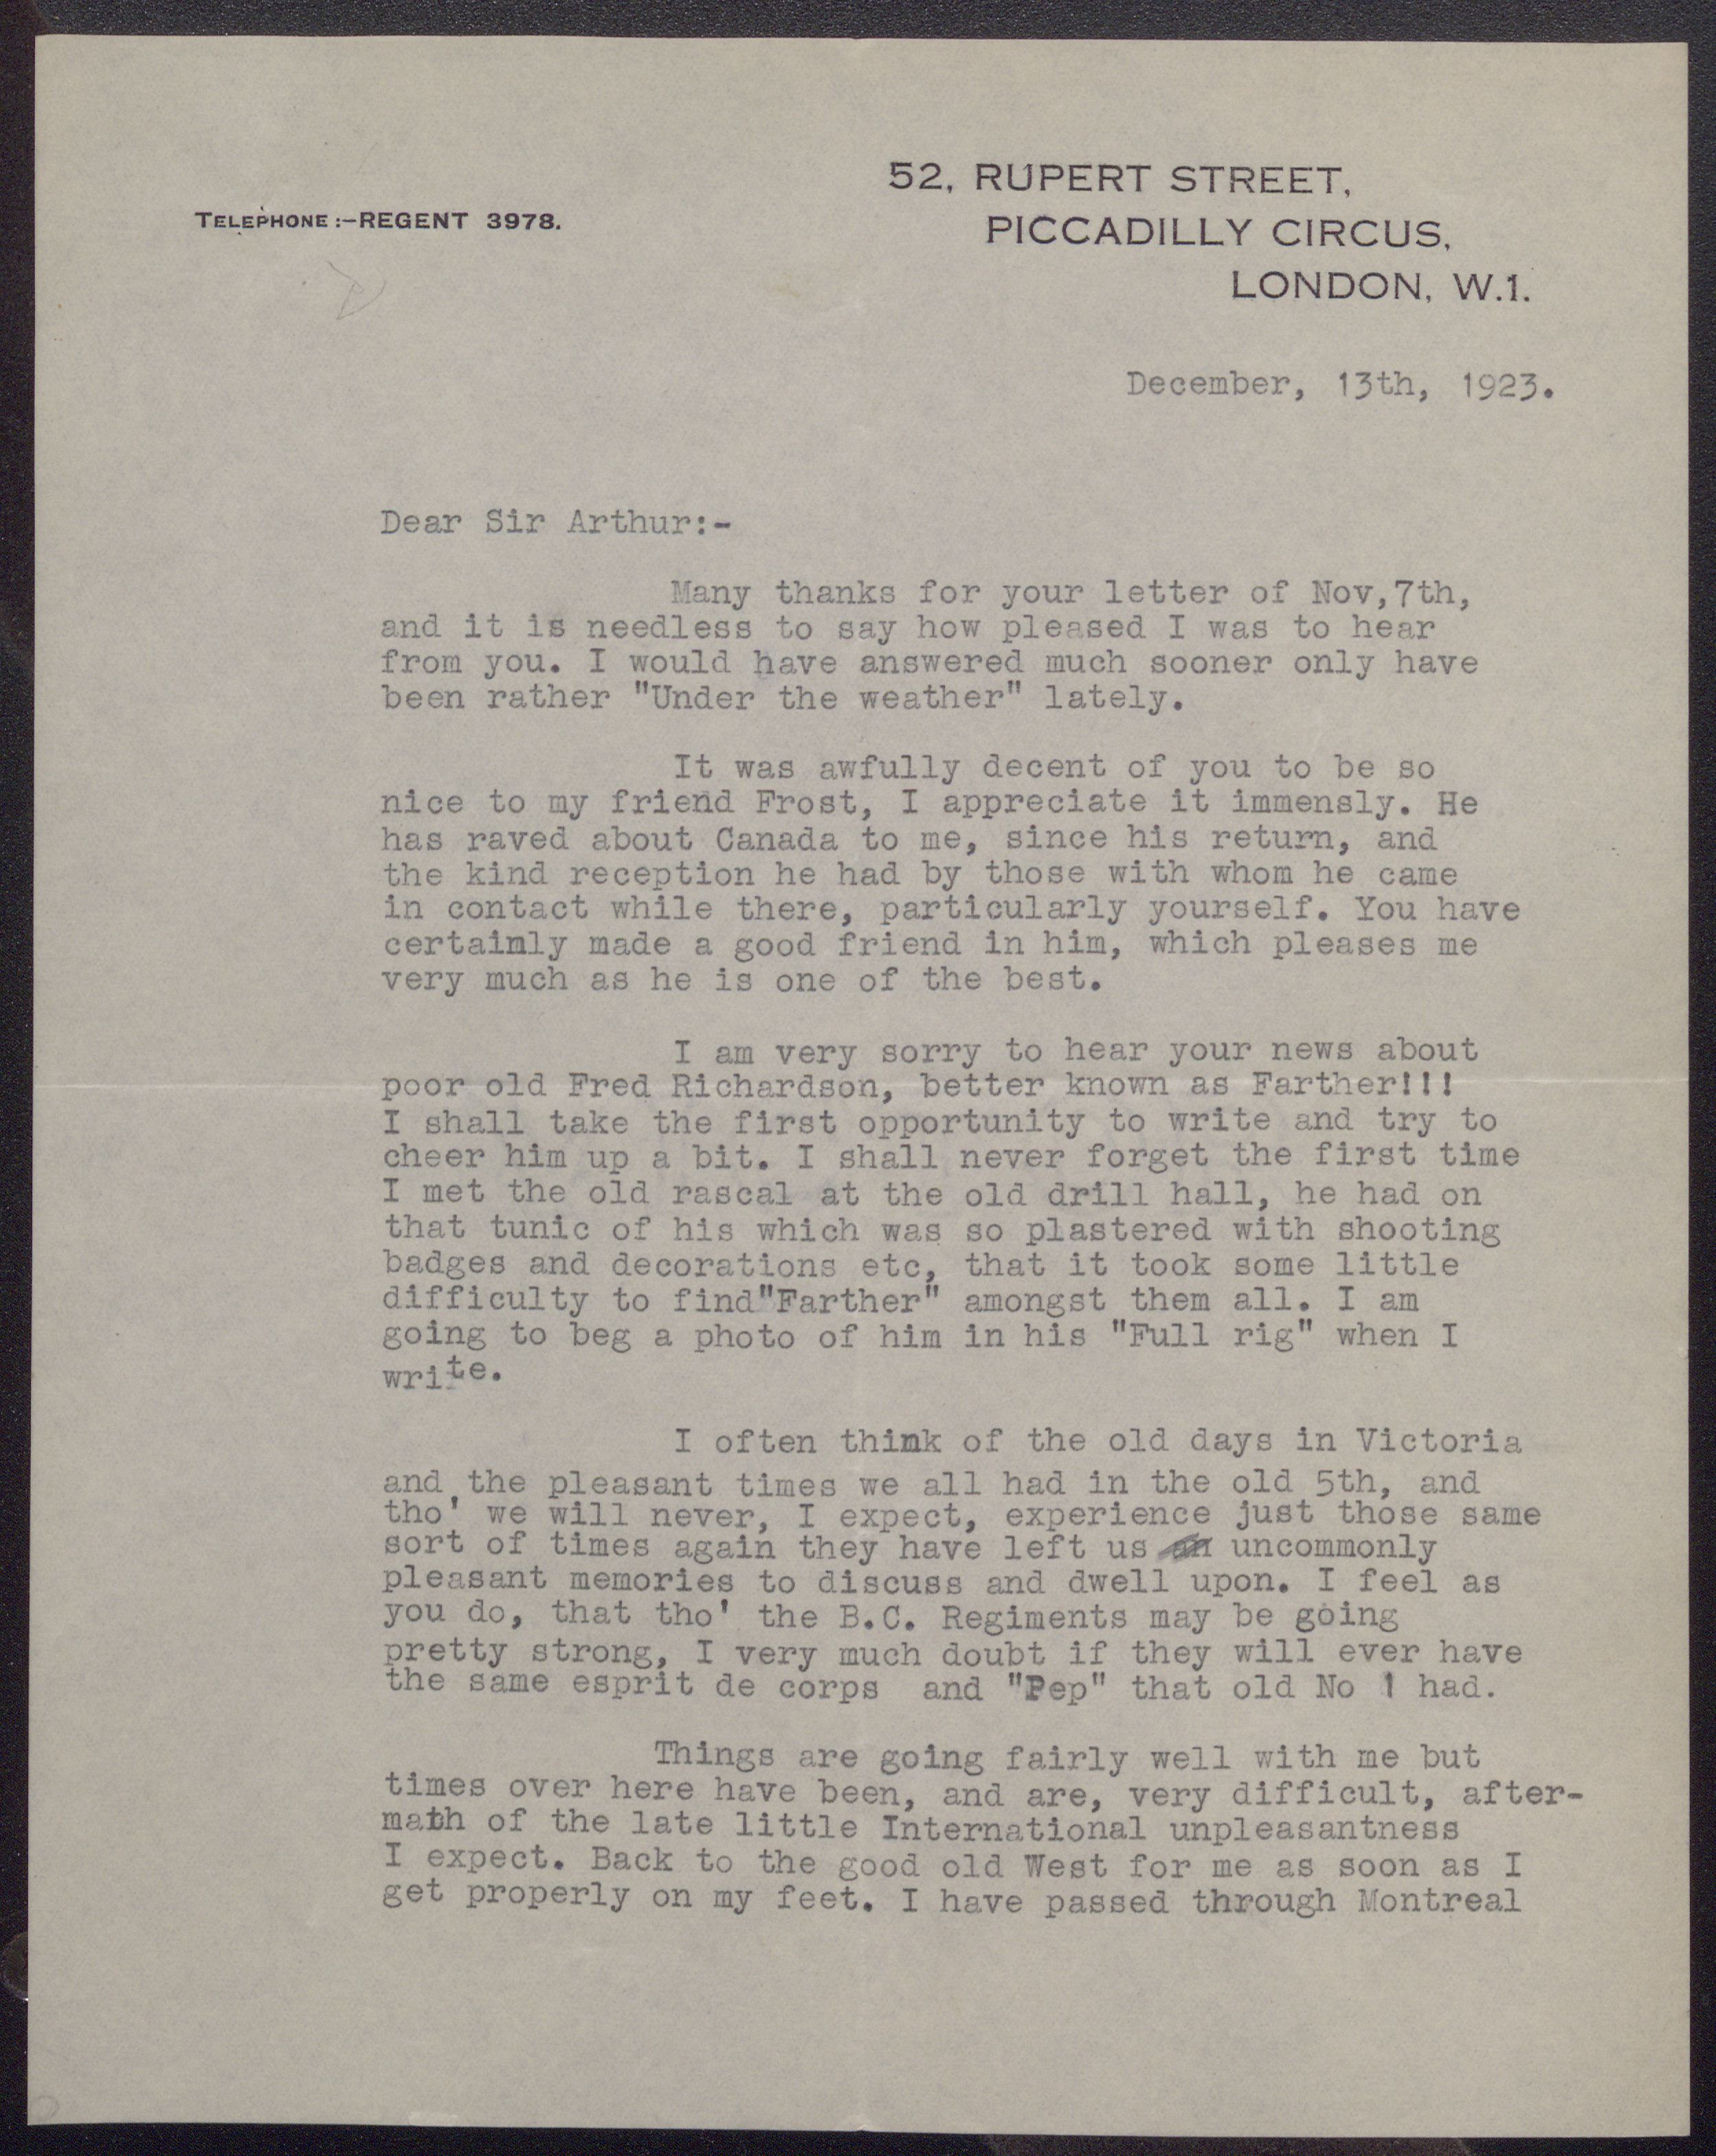 52, RUPERT STREET,
TELEPHONE:-REGENT 3978.
PICCADILLY CIRCUS,
LONDON, W.1.
December, 13th, 1923.
Dear Sir Arthur:-
Many thanks for your letter of Nov,7th,
and it is needless to say how pleased I was to hear
from you. I would have answered much sooner only have
been rather "Under the weather" lately.
It was awfully decent of you to be so
nice to my friend Frost, I appreciate it immensly. He
has raved about Canada to me, since his return, and
the kind reception he had by those with whom he came
in contact while there, particularly yourself. You have
certainly made a good friend in him, which pleases me
very much as he is one of the best.
I am very sorry to hear your news about
poor old Fred Richardson, better known as Farther!!!
I shall take the first opportunity to write and try to
cheer him up a bit. I shall never forget the first time
I met the old rascal at the old drill hall, he had on
that tunic of his which was so plastered with shooting
badges and decorations etc, that it took some little
difficulty to find"Farther" amongst them all. I am
going to beg a photo of him in his "Full rig" when I
write.
I often think of the old days in Victoria
and the pleasant times we all had in the old 5th, and
tho' we will never, I expect, experience just those same
sort of times again they have left us an uncommonly
pleasant memories to discuss and dwell upon. I feel as
you do, that tho' the B.C. Regiments may be going
pretty strong, I very much doubt if they will ever have
the same esprit de corps and "Pep" that old No 1 had.
Things are going fairly well with me but
times over here have been, and are, very difficult, after-
math of the late little International unpleasantness
I expect. Back to the good old West for me as soon as I
get properly on my feet. I have passed through Montreal